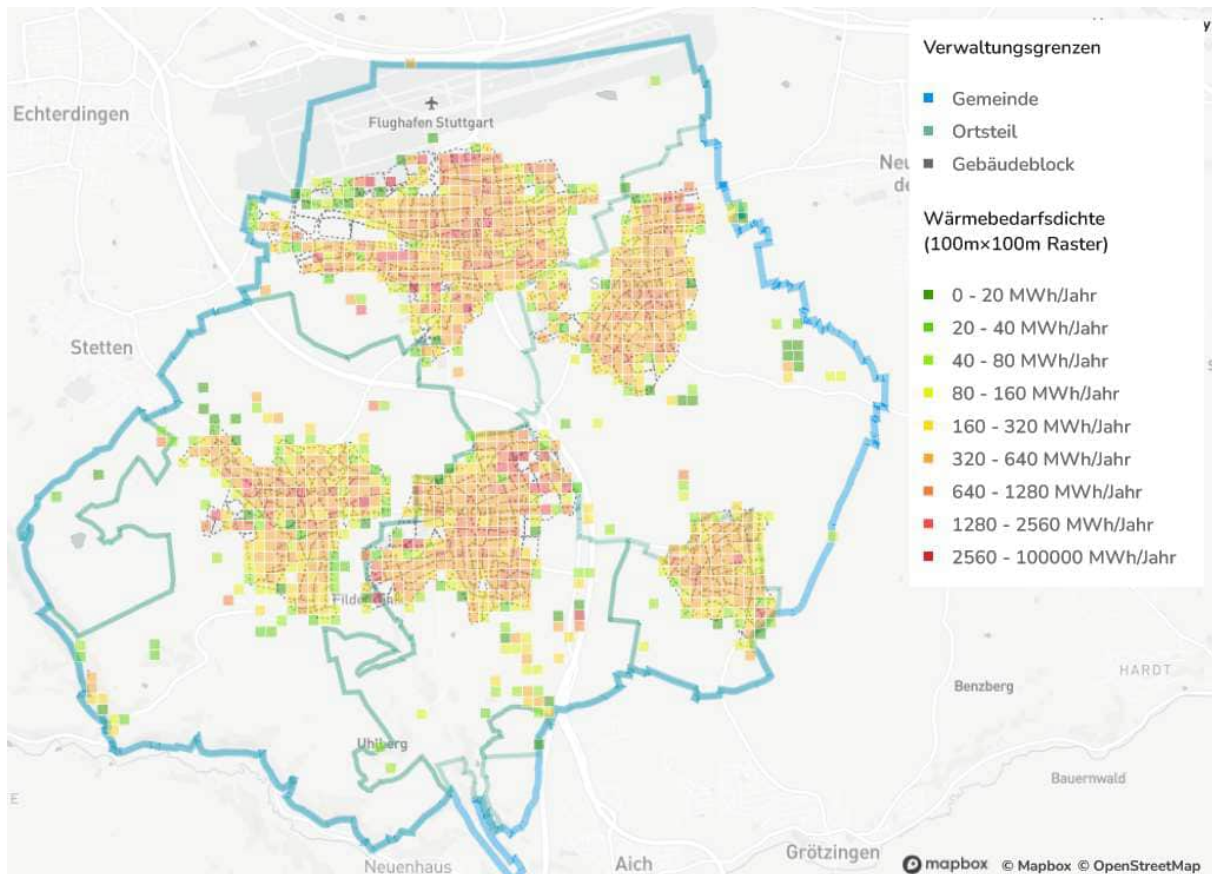 Verwaltungsgrenzen
Gemeinde
Ortsteil
Gebäudeblock
Wärmebedarfsdichte
(100m×100m Raster)
0 - 20 MWh/Jahr
20 - 40 MWh/Jahr
40 - 80 MWh/Jahr
80 - 160 MWh/Jahr
160 - 320 MWh/Jahr
320 - 640 MWh/Jahr
640 - 1280 MWh/Jahr
1280 - 2560 MWh/Jahr
2560 - 100000 MWh/Jahr
Echterdingen
Flughafen Stuttgart
Stetten
Uhlberg
HARDT
Benzberg
Bauernwald
Neuenhaus
Aich
Grötzingen
mapbox © Mapbox © OpenStreetMap